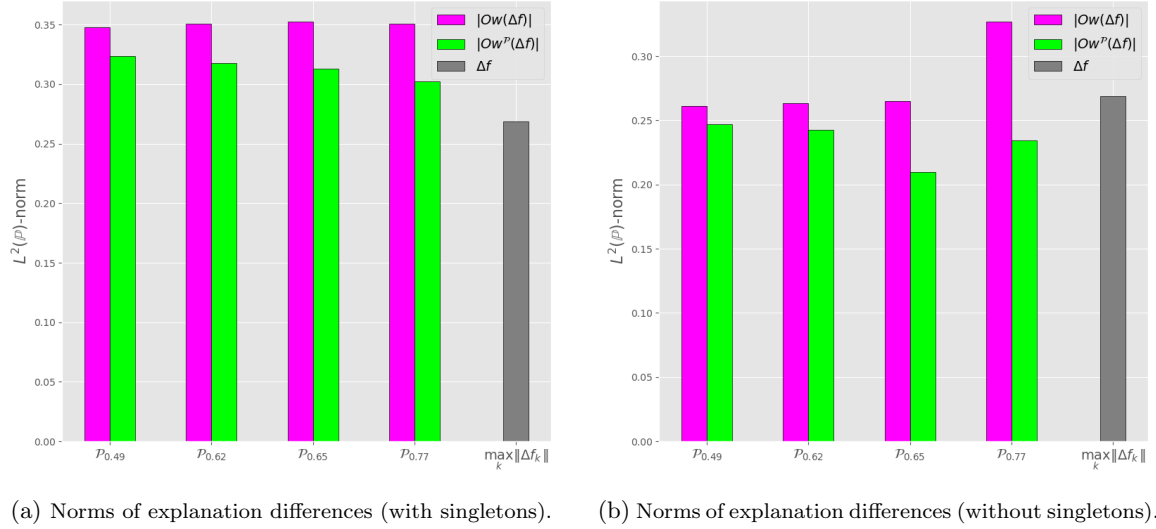 0.35
0.30
0.25
0.20
0.15
0.10
0.05
0.00
L²(ℙ)-norm
|Ow(Δf)|
|Ow^𝒫(Δf)|
Δf
𝒫0.49 𝒫0.62 𝒫0.65 𝒫0.77 max_k ‖Δf_k‖
(a) Norms of explanation differences (with singletons).
0.30
0.25
0.20
0.15
0.10
0.05
0.00
L²(ℙ)-norm
|Ow(Δf)|
|Ow^𝒫(Δf)|
Δf
𝒫0.49 𝒫0.62 𝒫0.65 𝒫0.77 max_k ‖Δf_k‖
(b) Norms of explanation differences (without singletons).